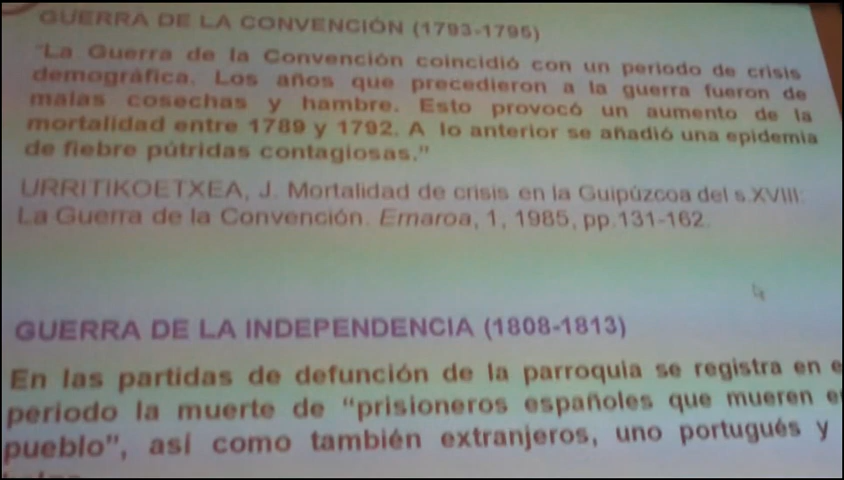 GUERRA DE LA CONVENCIÓN (1793-1795)
"La Guerra de la Convención coincidió con un periodo de crisis
demográfica. Los años que precedieron a la guerra fueron de
malas cosechas y hambre. Esto provocó un aumento de la
mortalidad entre 1789 y 1792. A lo anterior se añadió una epidemia
de fiebre pútridas contagiosas."
URRITIKOETXEA, J. Mortalidad de crisis en la Guipúzcoa del s.XVIII:
La Guerra de la Convención. Ernaroa, 1, 1985, pp.131-162.
GUERRA DE LA INDEPENDENCIA (1808-1813)
En las partidas de defunción de la parroquia se registra en e
periodo la muerte de "prisioneros españoles que mueren e
pueblo", así como también extranjeros, uno portugués y